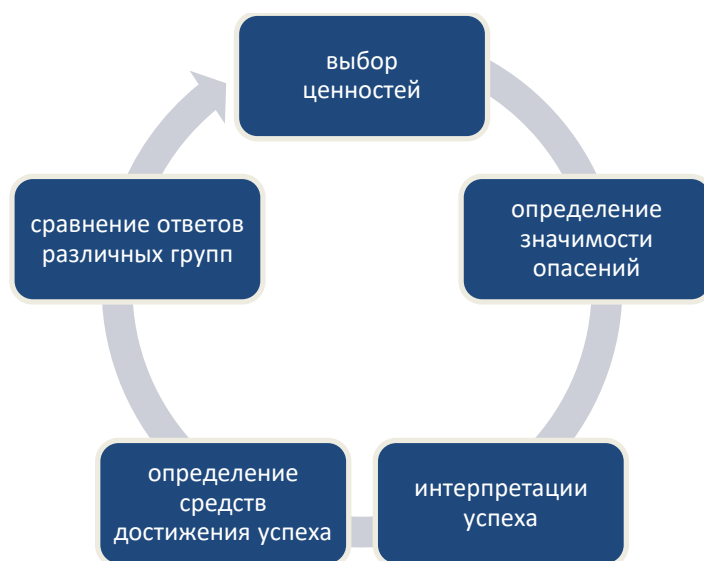 выбор
ценностей
определение
значимости
опасений
интерпретации
успеха
определение
средств
достижения успеха
сравнение ответов
различных групп